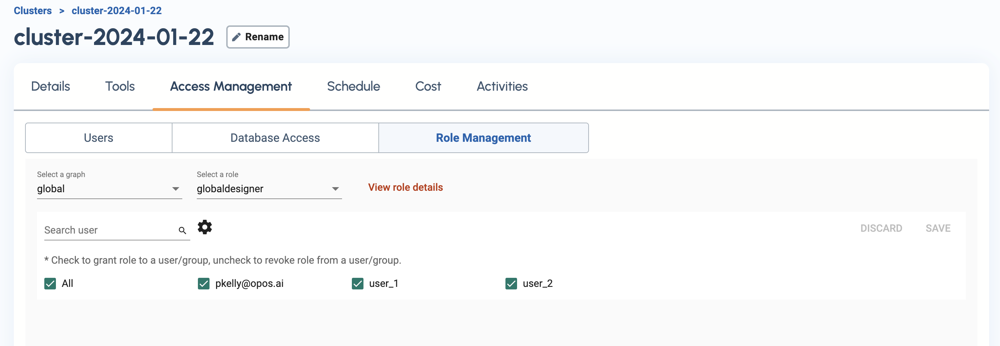 Clusters > cluster-2024-01-22
cluster-2024-01-22 Rename
Details Tools Access Management Schedule Cost Activities
Users Database Access Role Management
Select a graph Select a role
global globaldesigner View role details
Search user DISCARD SAVE
* Check to grant role to a user/group, uncheck to revoke role from a user/group.
All pkelly@opos.ai user_1 user_2